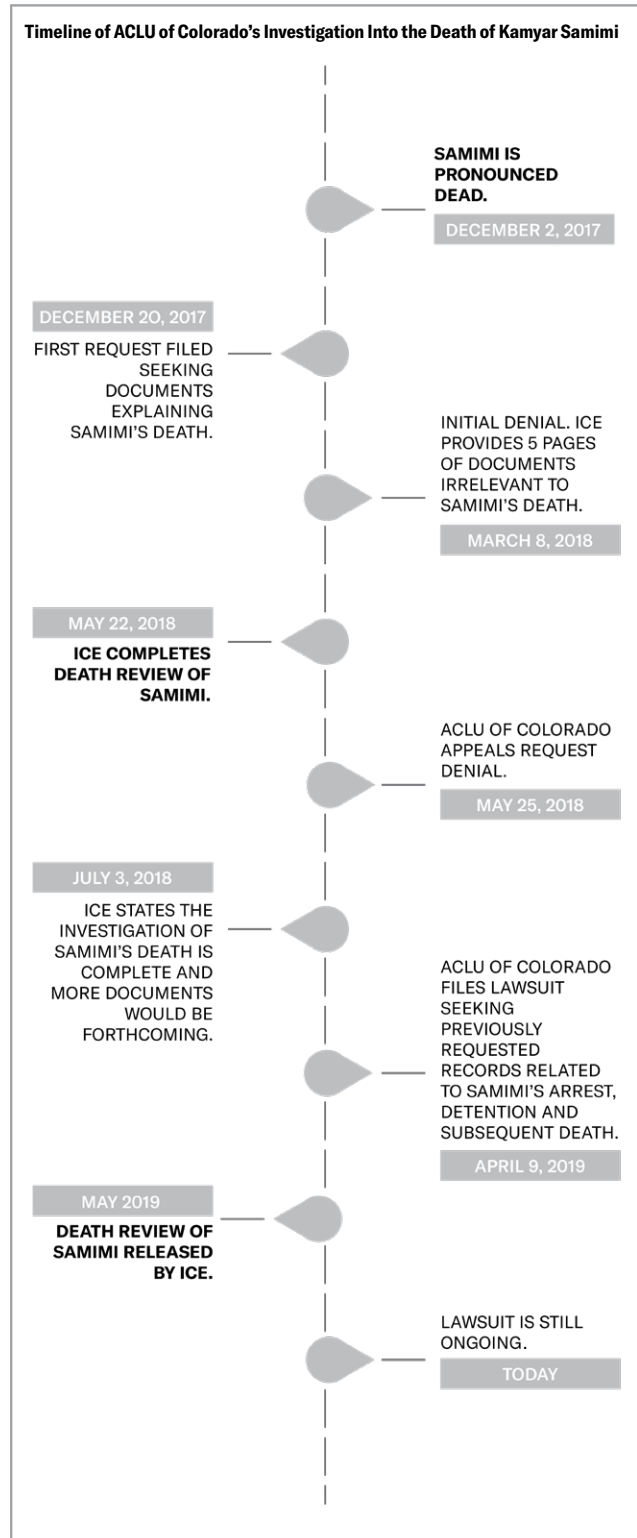 Timeline of ACLU of Colorado's Investigation Into the Death of Kamyar Samimi
SAMIMI IS
PRONOUNCED
DEAD.
DECEMBER 2, 2017
DECEMBER 20, 2017
FIRST REQUEST FILED
SEEKING
DOCUMENTS
EXPLAINING
SAMIMI'S DEATH.
INITIAL DENIAL. ICE
PROVIDES 5 PAGES
OF DOCUMENTS
IRRELEVANT TO
SAMIMI'S DEATH.
MARCH 8, 2018
MAY 22, 2018
ICE COMPLETES
DEATH REVIEW OF
SAMIMI.
ACLU OF COLORADO
APPEALS REQUEST
DENIAL.
MAY 25, 2018
JULY 3, 2018
ICE STATES THE
INVESTIGATION OF
SAMIMI'S DEATH IS
COMPLETE AND
MORE DOCUMENTS
WOULD BE
FORTHCOMING.
ACLU OF COLORADO
FILES LAWSUIT
SEEKING
PREVIOUSLY
REQUESTED
RECORDS RELATED
TO SAMIMI'S ARREST,
DETENTION AND
SUBSEQUENT DEATH.
APRIL 9, 2019
MAY 2019
DEATH REVIEW OF
SAMIMI RELEASED
BY ICE.
LAWSUIT IS STILL
ONGOING.
TODAY